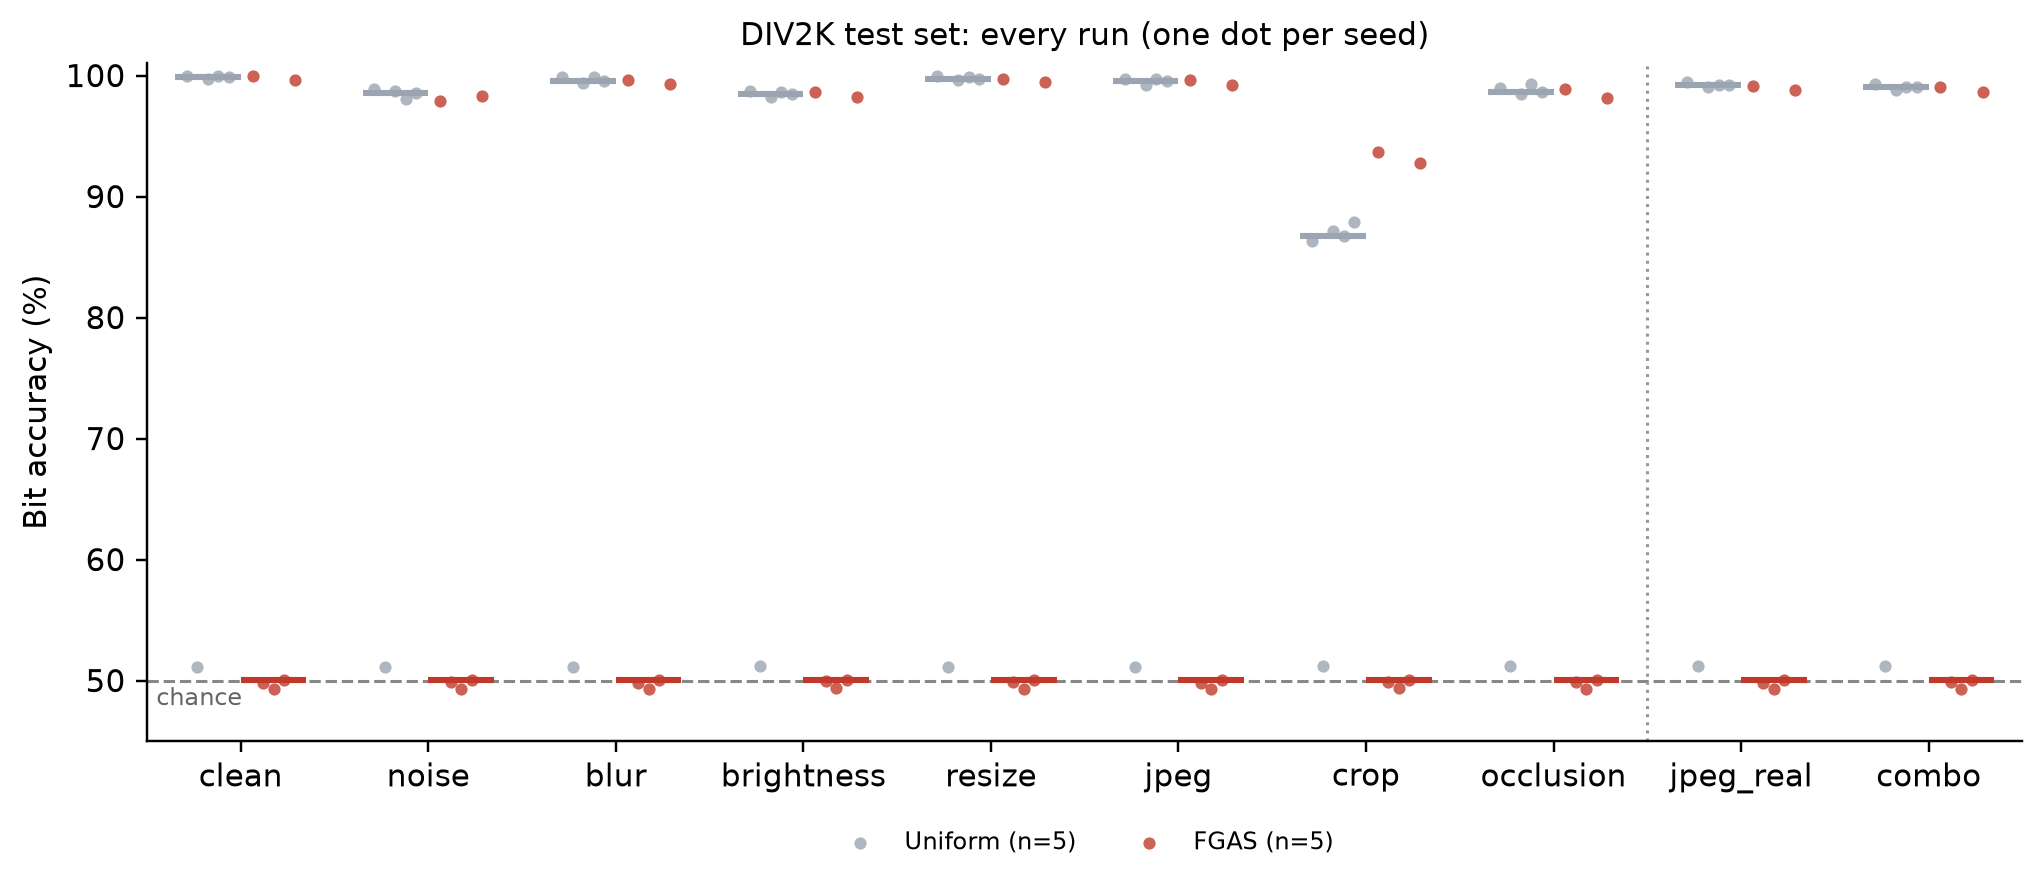 DIV2K test set: every run (one dot per seed)
Bit accuracy (%)
100
90
80
70
60
50
chance
clean noise blur brightness resize jpeg crop occlusion jpeg_real combo
Uniform (n=5) FGAS (n=5)